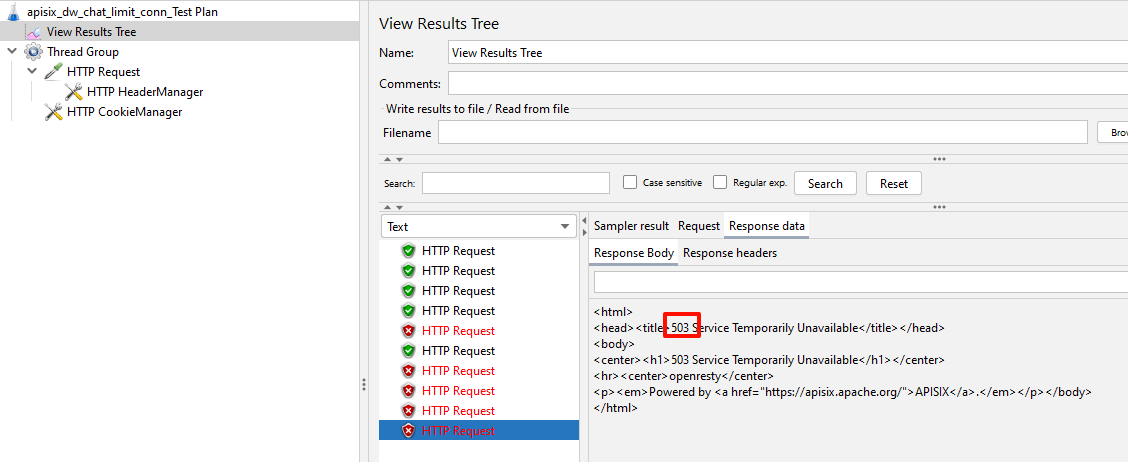 apisix_dw_chat_limit_conn_Test Plan
View Results Tree
Thread Group
HTTP Request
HTTP HeaderManager
HTTP CookieManager
View Results Tree
Name: View Results Tree
Comments:
Write results to file / Read from file
Filename Brow
Search: Case sensitive Regular exp. Search Reset
Text
HTTP Request
HTTP Request
HTTP Request
HTTP Request
HTTP Request
HTTP Request
HTTP Request
HTTP Request
HTTP Request
HTTP Request
Sampler result Request Response data
Response Body Response headers
<html>
<head><title>503 Service Temporarily Unavailable</title></head>
<body>
<center><h1>503 Service Temporarily Unavailable</h1></center>
<hr><center>openresty</center>
<p><em>Powered by <a href="https://apisix.apache.org/">APISIX</a>.</em></p></body>
</html>